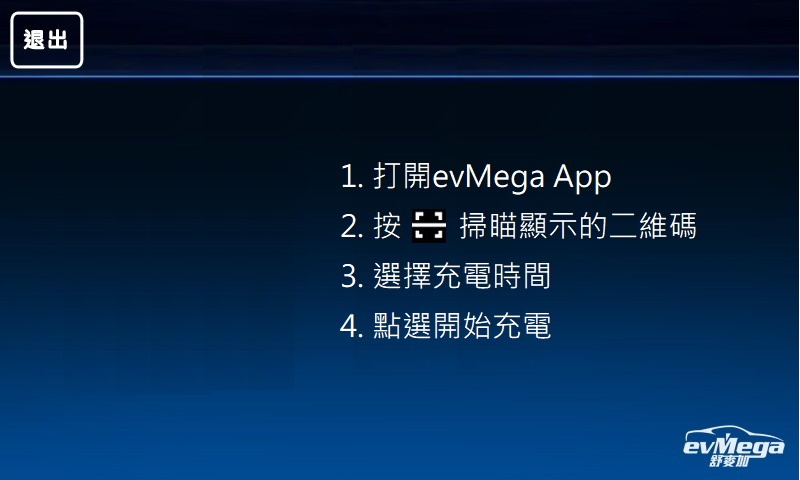 退出
1. 打開evMega App
2. 按 掃瞄顯示的二維碼
3. 選擇充電時間
4. 點選開始充電
evMega
舒麥加